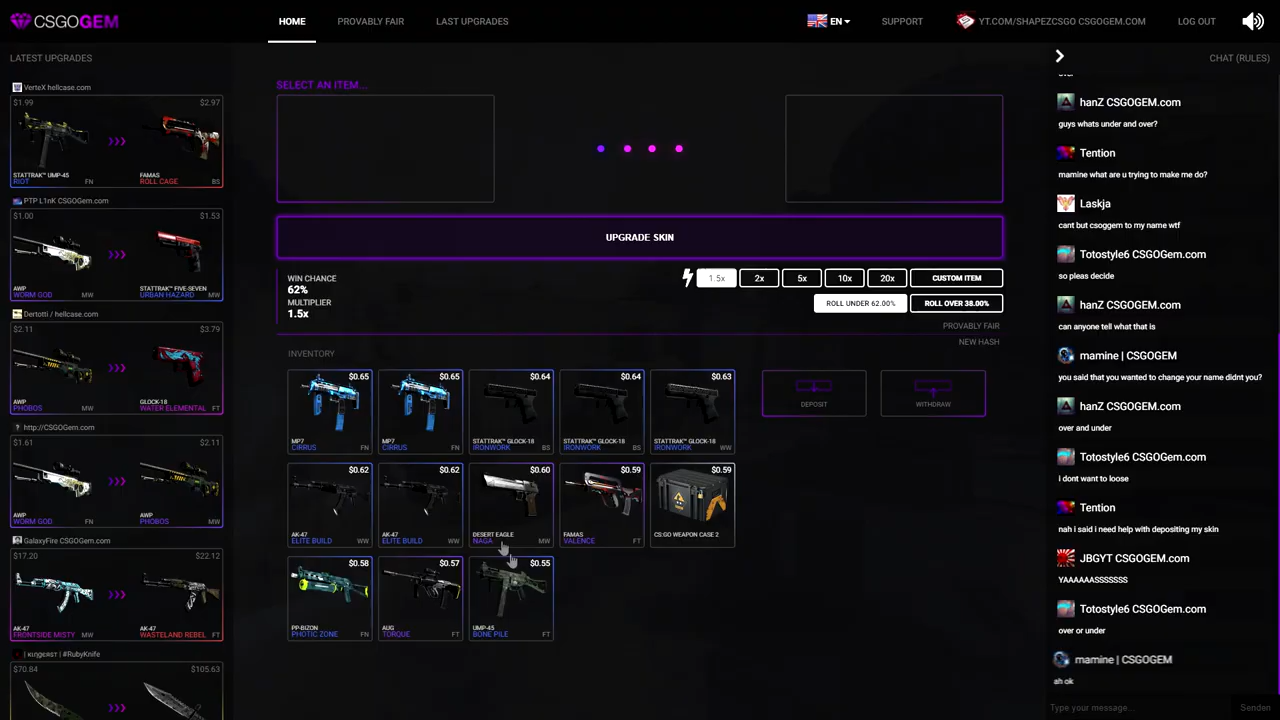 CSGOGEM
HOME
PROVABLY FAIR
LAST UPGRADES
EN
SUPPORT
YT.COM/SHAPEZCSGO CSGOGEM.COM
LOG OUT
LATEST UPGRADES
VerteX hellcase.com
$1.99
$2.97
STATTRAK™ UMP-45
RIOT
FN
FAMAS
ROLL CAGE
BS
PTP L1nK CSGOGem.com
$1.00
$1.53
AWP
WORM GOD
MW
STATTRAK™ FIVE-SEVEN
URBAN HAZARD
MW
Dertotti / hellcase.com
$2.11
$3.79
AWP
PHOBOS
MW
GLOCK-18
WATER ELEMENTAL
FT
http://CSGOGem.com
$1.61
$2.11
AWP
WORM GOD
FN
AWP
PHOBOS
MW
GalaxyFire CSGOGem.com
$17.20
$22.12
AK-47
FRONTSIDE MISTY
MW
AK-47
WASTELAND REBEL
FT
#RubyKnife
$70.84
$105.63
SELECT AN ITEM...
UPGRADE SKIN
WIN CHANCE
62%
MULTIPLIER
1.5x
1.5x
2x
5x
10x
20x
CUSTOM ITEM
ROLL UNDER 62.00%
ROLL OVER 38.00%
PROVABLY FAIR
NEW HASH
INVENTORY
$0.65
MP7
CIRRUS
FN
$0.65
MP7
CIRRUS
FN
$0.64
STATTRAK™ GLOCK-18
IRONWORK
BS
$0.64
STATTRAK™ GLOCK-18
IRONWORK
BS
$0.63
STATTRAK™ GLOCK-18
IRONWORK
WW
$0.62
AK-47
ELITE BUILD
WW
$0.62
AK-47
ELITE BUILD
WW
$0.60
DESERT EAGLE
NAGA
MW
$0.59
FAMAS
VALENCE
FT
$0.59
CS:GO WEAPON CASE 2
$0.58
PP-BIZON
PHOTIC ZONE
FN
$0.57
AUG
TORQUE
FT
$0.55
UMP-45
BONE PILE
FT
DEPOSIT
WITHDRAW
CHAT (RULES)
hanZ CSGOGEM.com
guys whats under and over?
Tention
mamine what are u trying to make me do?
Laskja
cant but csgogem to my name wtf
Totostyle6 CSGOGem.com
so pleas decide
hanZ CSGOGEM.com
can anyone tell what that is
mamine | CSGOGEM
you said that you wanted to change your name didnt you?
hanZ CSGOGEM.com
over and under
Totostyle6 CSGOGem.com
i dont want to loose
Tention
nah i said i need help with depositing my skin
JBGYT CSGOGEM.com
YAAAAASSSSSSS
Totostyle6 CSGOGem.com
over or under
mamine | CSGOGEM
ah ok
Type your message...
Senden